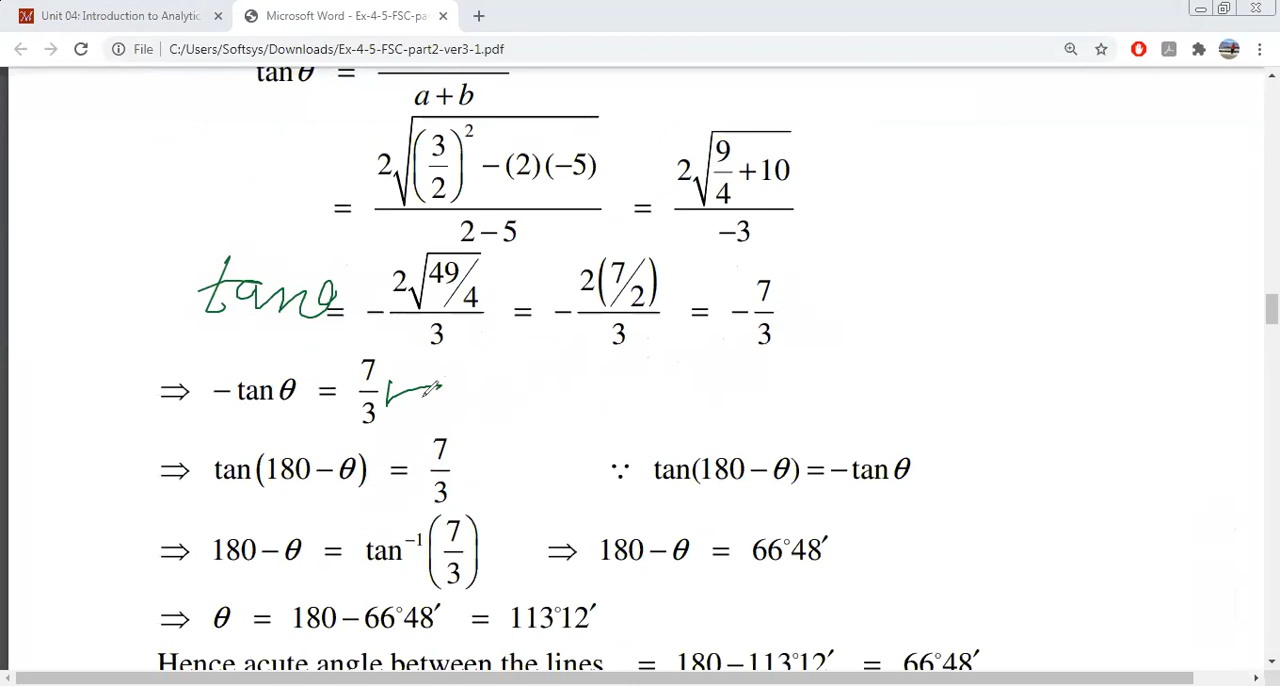 Unit 04: Introduction to Analytic
Microsoft Word - Ex-4-5-FSC-par
File | C:/Users/Softsys/Downloads/Ex-4-5-FSC-part2-ver3-1.pdf
tan θ =
a + b
= 2√((3/2)² − (2)(−5)) / (2 − 5) = 2√(9/4 + 10) / −3
tanθ = − 2√(49/4) / 3 = − 2(7/2) / 3 = − 7/3
⇒ − tan θ = 7/3
⇒ tan(180 − θ) = 7/3 ∵ tan(180 − θ) = − tan θ
⇒ 180 − θ = tan⁻¹(7/3) ⇒ 180 − θ = 66°48′
⇒ θ = 180 − 66°48′ = 113°12′
Hence acute angle between the lines = 180 − 113°12′ = 66°48′